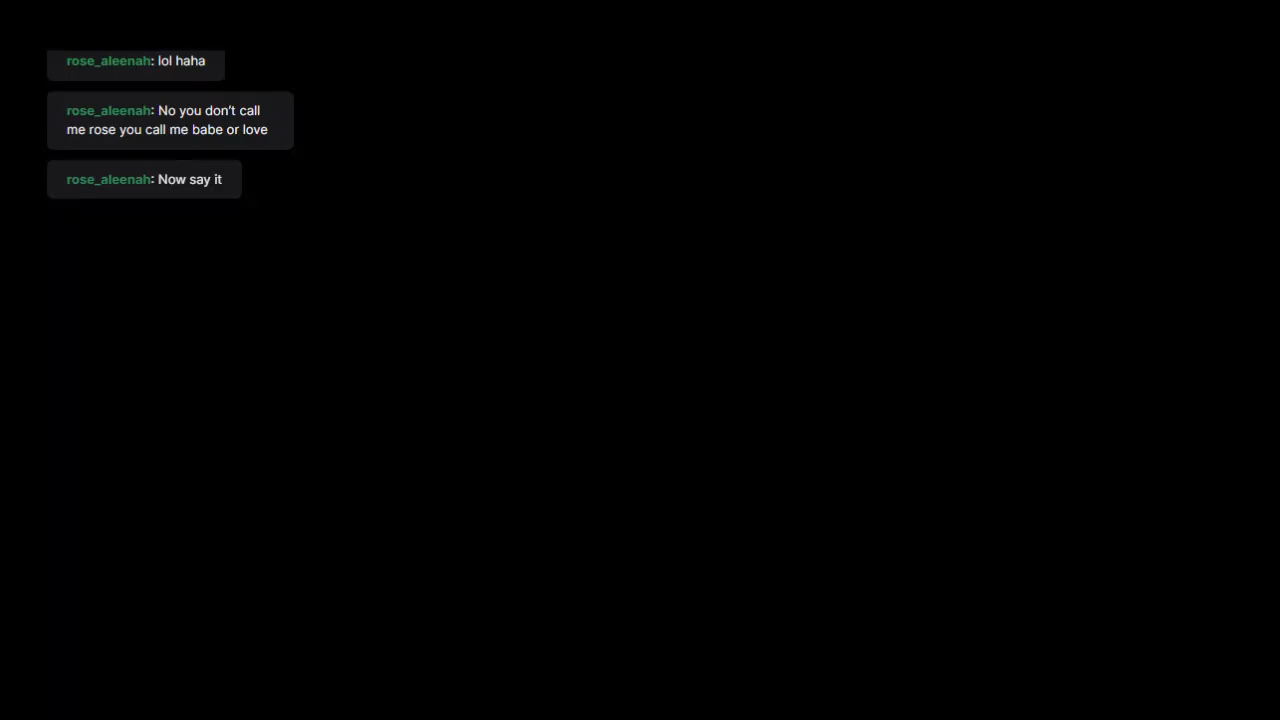 rose_aleenah: lol haha
rose_aleenah: No you don't call
me rose you call me babe or love
rose_aleenah: Now say it